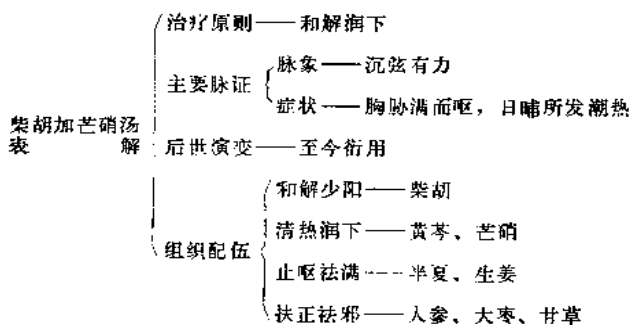 治疗原则——和解润下
主要脉证
脉象——沉弦有力
症状——胸胁满而呕，日晡所发潮热
柴胡加芒硝汤
表解
后世演变——至今衔用
组织配伍
和解少阳——柴胡
清热润下——黄芩、芒硝
止呕祛满——半夏、生姜
扶正祛邪——人参、大枣、甘草